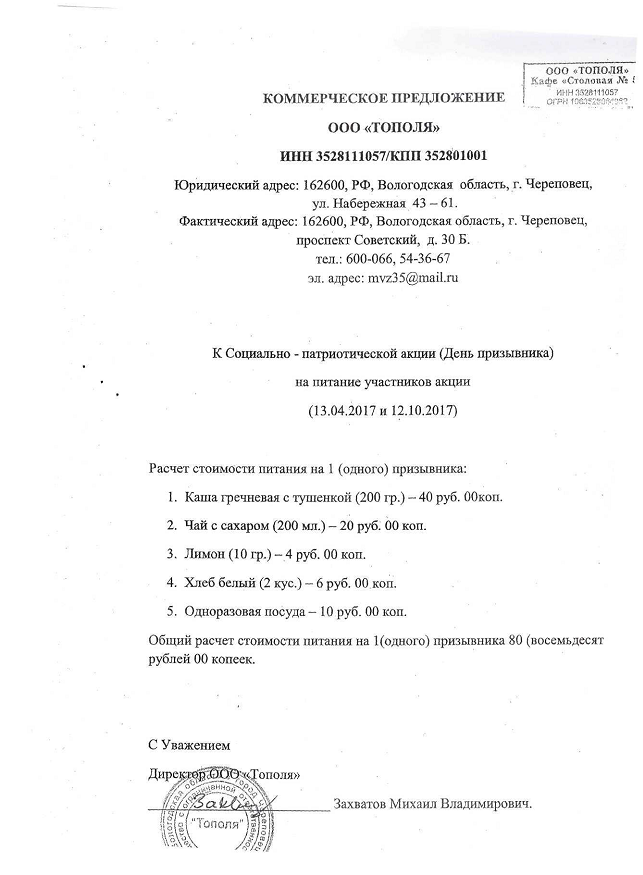 ООО «ТОПОЛЯ»
Кафе «Столовая №
ИНН 3528111057
ОГРН
КОММЕРЧЕСКОЕ ПРЕДЛОЖЕНИЕ
ООО «ТОПОЛЯ»
ИНН 3528111057/КПП 352801001
Юридический адрес: 162600, РФ, Вологодская область, г. Череповец,
ул. Набережная 43 – 61.
Фактический адрес: 162600, РФ, Вологодская область, г. Череповец,
проспект Советский, д. 30 Б.
тел.: 600-066, 54-36-67
эл. адрес: mvz35@mail.ru
К Социально - патриотической акции (День призывника)
на питание участников акции
(13.04.2017 и 12.10.2017)
Расчет стоимости питания на 1 (одного) призывника:
1. Каша гречневая с тушенкой (200 гр.) – 40 руб. 00коп.
2. Чай с сахаром (200 мл.) – 20 руб. 00 коп.
3. Лимон (10 гр.) – 4 руб. 00 коп.
4. Хлеб белый (2 кус.) – 6 руб. 00 коп.
5. Одноразовая посуда – 10 руб. 00 коп.
Общий расчет стоимости питания на 1(одного) призывника 80 (восемьдесят
рублей 00 копеек.
С Уважением
Директор ООО «Тополя»
Захватов Михаил Владимирович.
"Тополя"